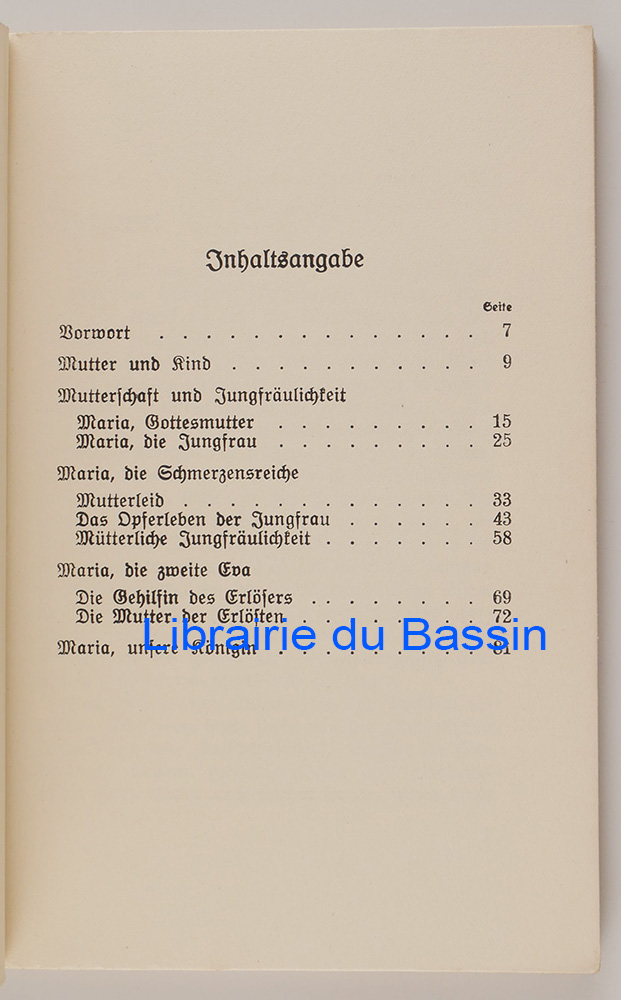 Inhaltsangabe
Seite
Vorwort . . . . . . . . . . . . . . . 7
Mutter und Kind . . . . . . . . . . . 9
Mutterschaft und Jungfräulichkeit
Maria, Gottesmutter . . . . . . . . . 15
Maria, die Jungfrau . . . . . . . . . 25
Maria, die Schmerzensreiche
Mutterleid . . . . . . . . . . . . . 33
Das Opferleben der Jungfrau . . . . . . 43
Mütterliche Jungfräulichkeit . . . . . . . 58
Maria, die zweite Eva
Die Gehilfin des Erlösers . . . . . . . . 69
Die Mutter der Erlösten . . . . . . . . 72
Maria, unsere Königin . . . . . . . . . 81
Librairie du Bassin